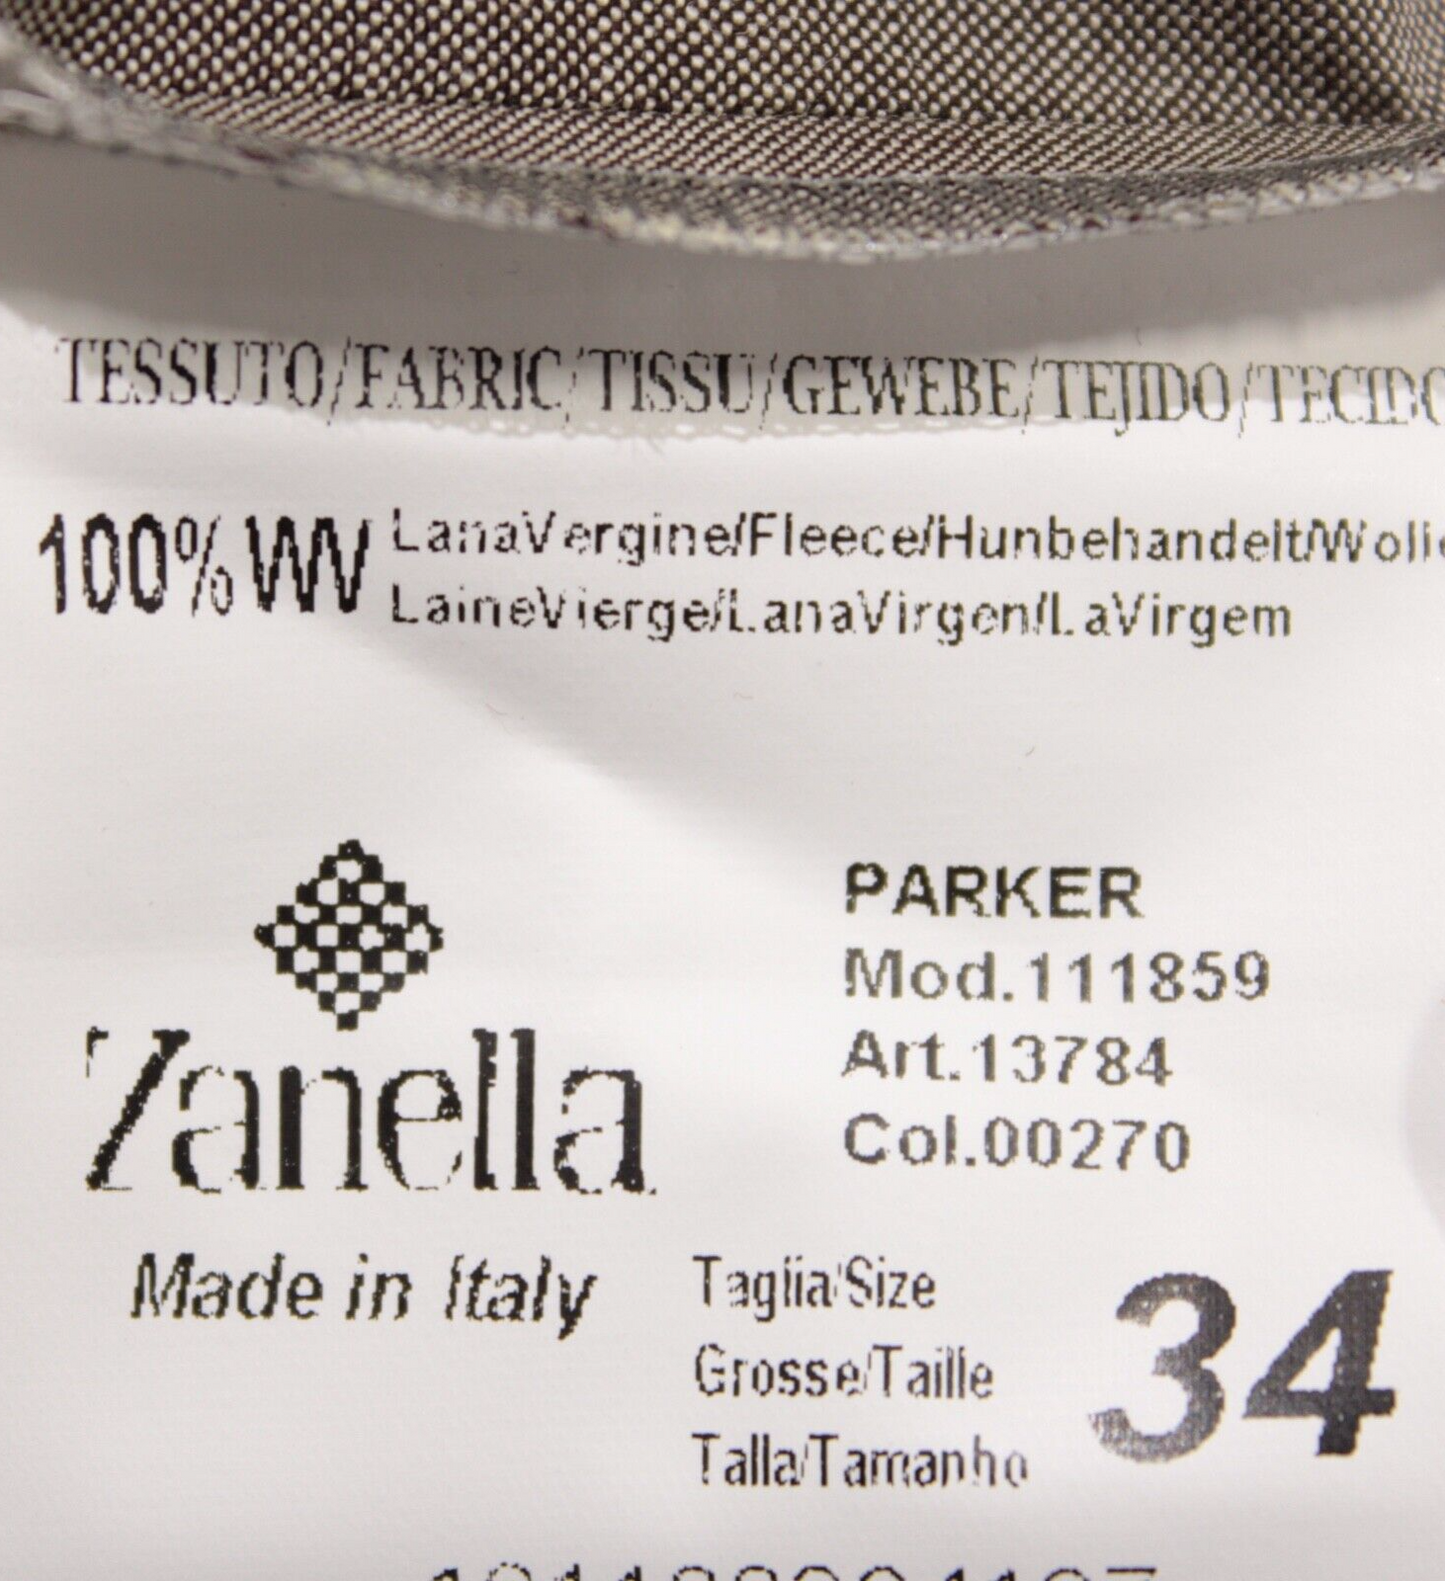 TESSUTO/FABRIC/TISSU/GEWEBE/TEJIDO/TECIDO
100% WV LanaVergine/Fleece/Hunbehandelt/Wolle
LaineVierge/LanaVirgen/LaVirgem
Zanella
Made in Italy
PARKER
Mod.111859
Art.13784
Col.00270
Taglia/Size
Grosse/Taille
Talla/Tamanho
34